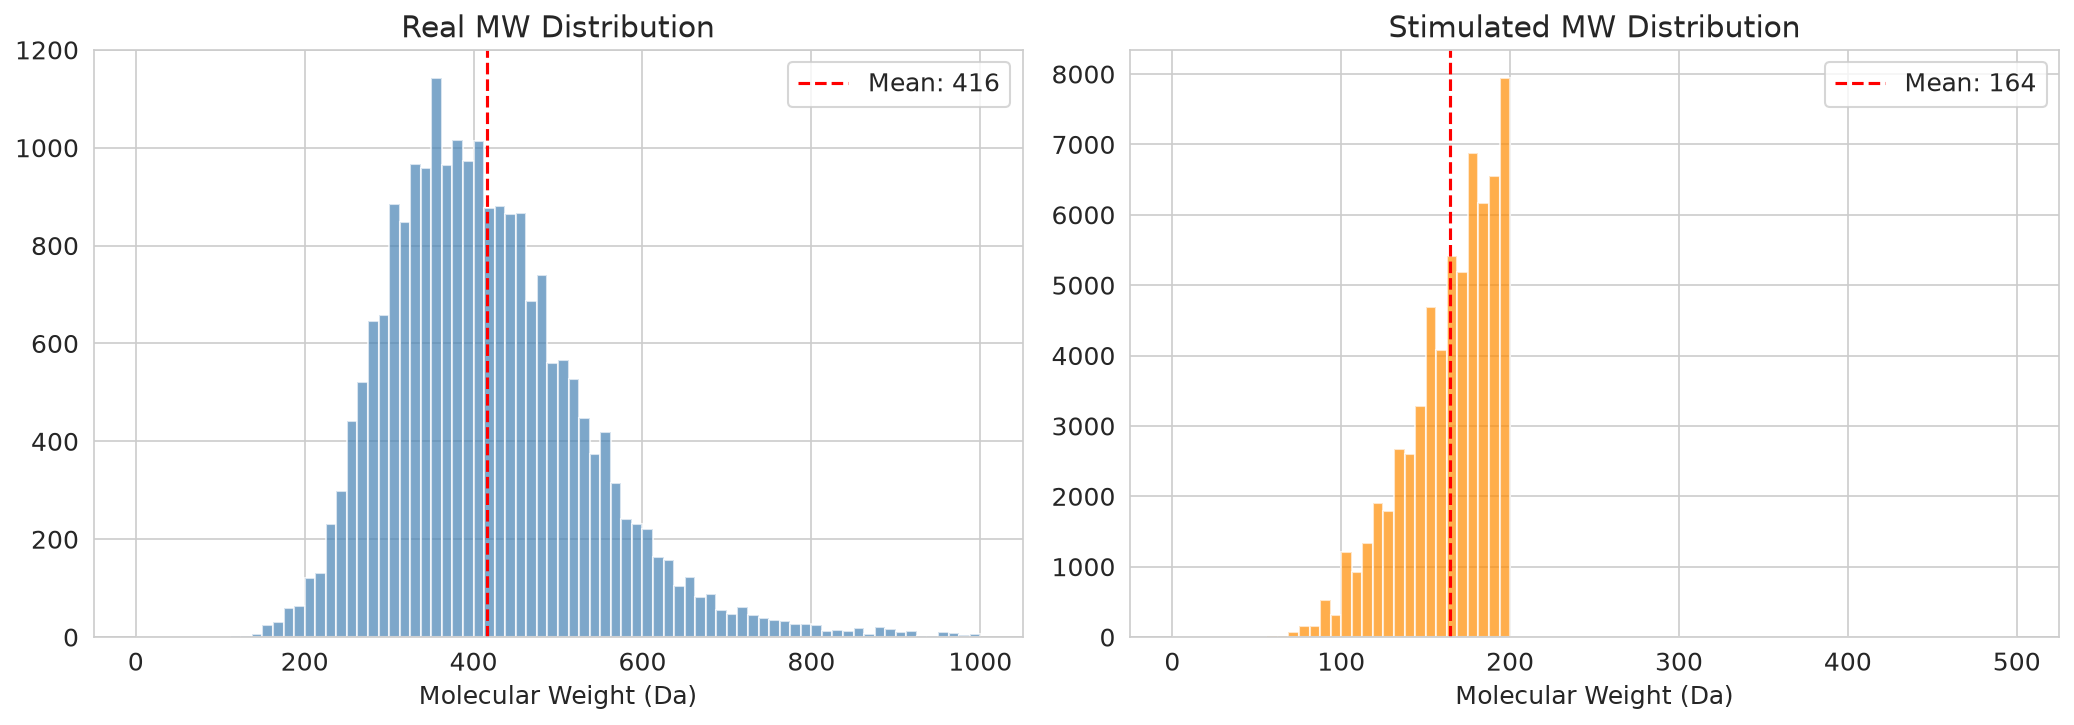 Real MW Distribution
Mean: 416
1200
1000
800
600
400
200
0
0 200 400 600 800 1000
Molecular Weight (Da)
Stimulated MW Distribution
Mean: 164
8000
7000
6000
5000
4000
3000
2000
1000
0
0 100 200 300 400 500
Molecular Weight (Da)